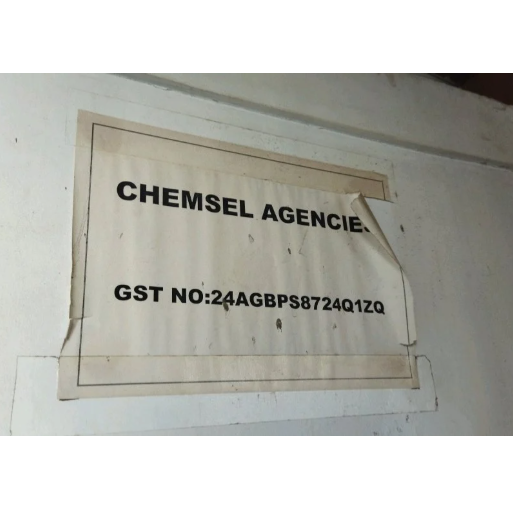 CHEMSEL AGENCIES
GST NO:24AGBPS8724Q1ZQ